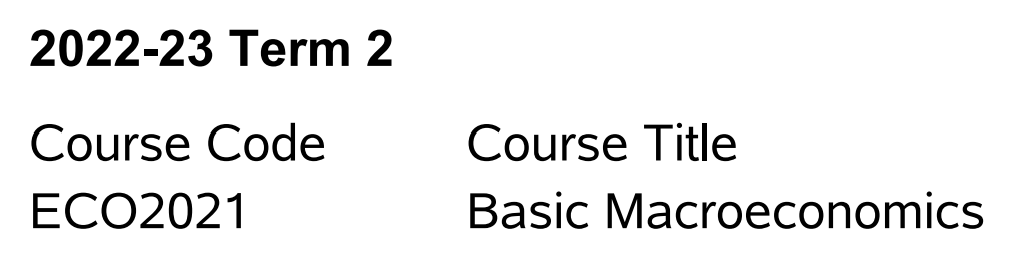 2022-23 Term 2
Course Code Course Title
ECO2021 Basic Macroeconomics